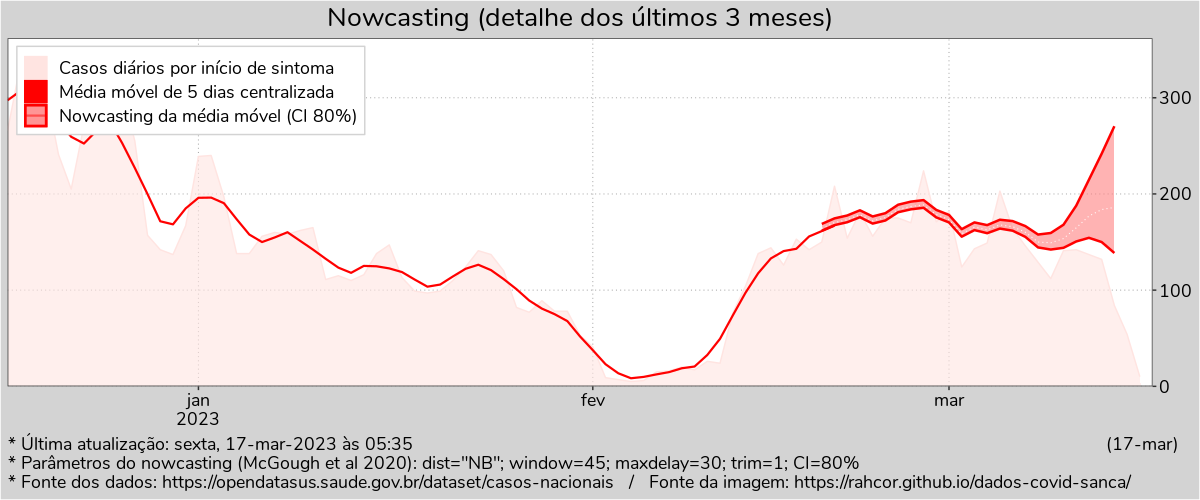 Nowcasting (detalhe dos últimos 3 meses)
Casos diários por início de sintoma
Média móvel de 5 dias centralizada
Nowcasting da média móvel (CI 80%)
300
200
100
0
jan
2023
fev
mar
* Última atualização: sexta, 17-mar-2023 às 05:35
(17-mar)
* Parâmetros do nowcasting (McGough et al 2020): dist="NB"; window=45; maxdelay=30; trim=1; CI=80%
* Fonte dos dados: https://opendatasus.saude.gov.br/dataset/casos-nacionais / Fonte da imagem: https://rahcor.github.io/dados-covid-sanca/